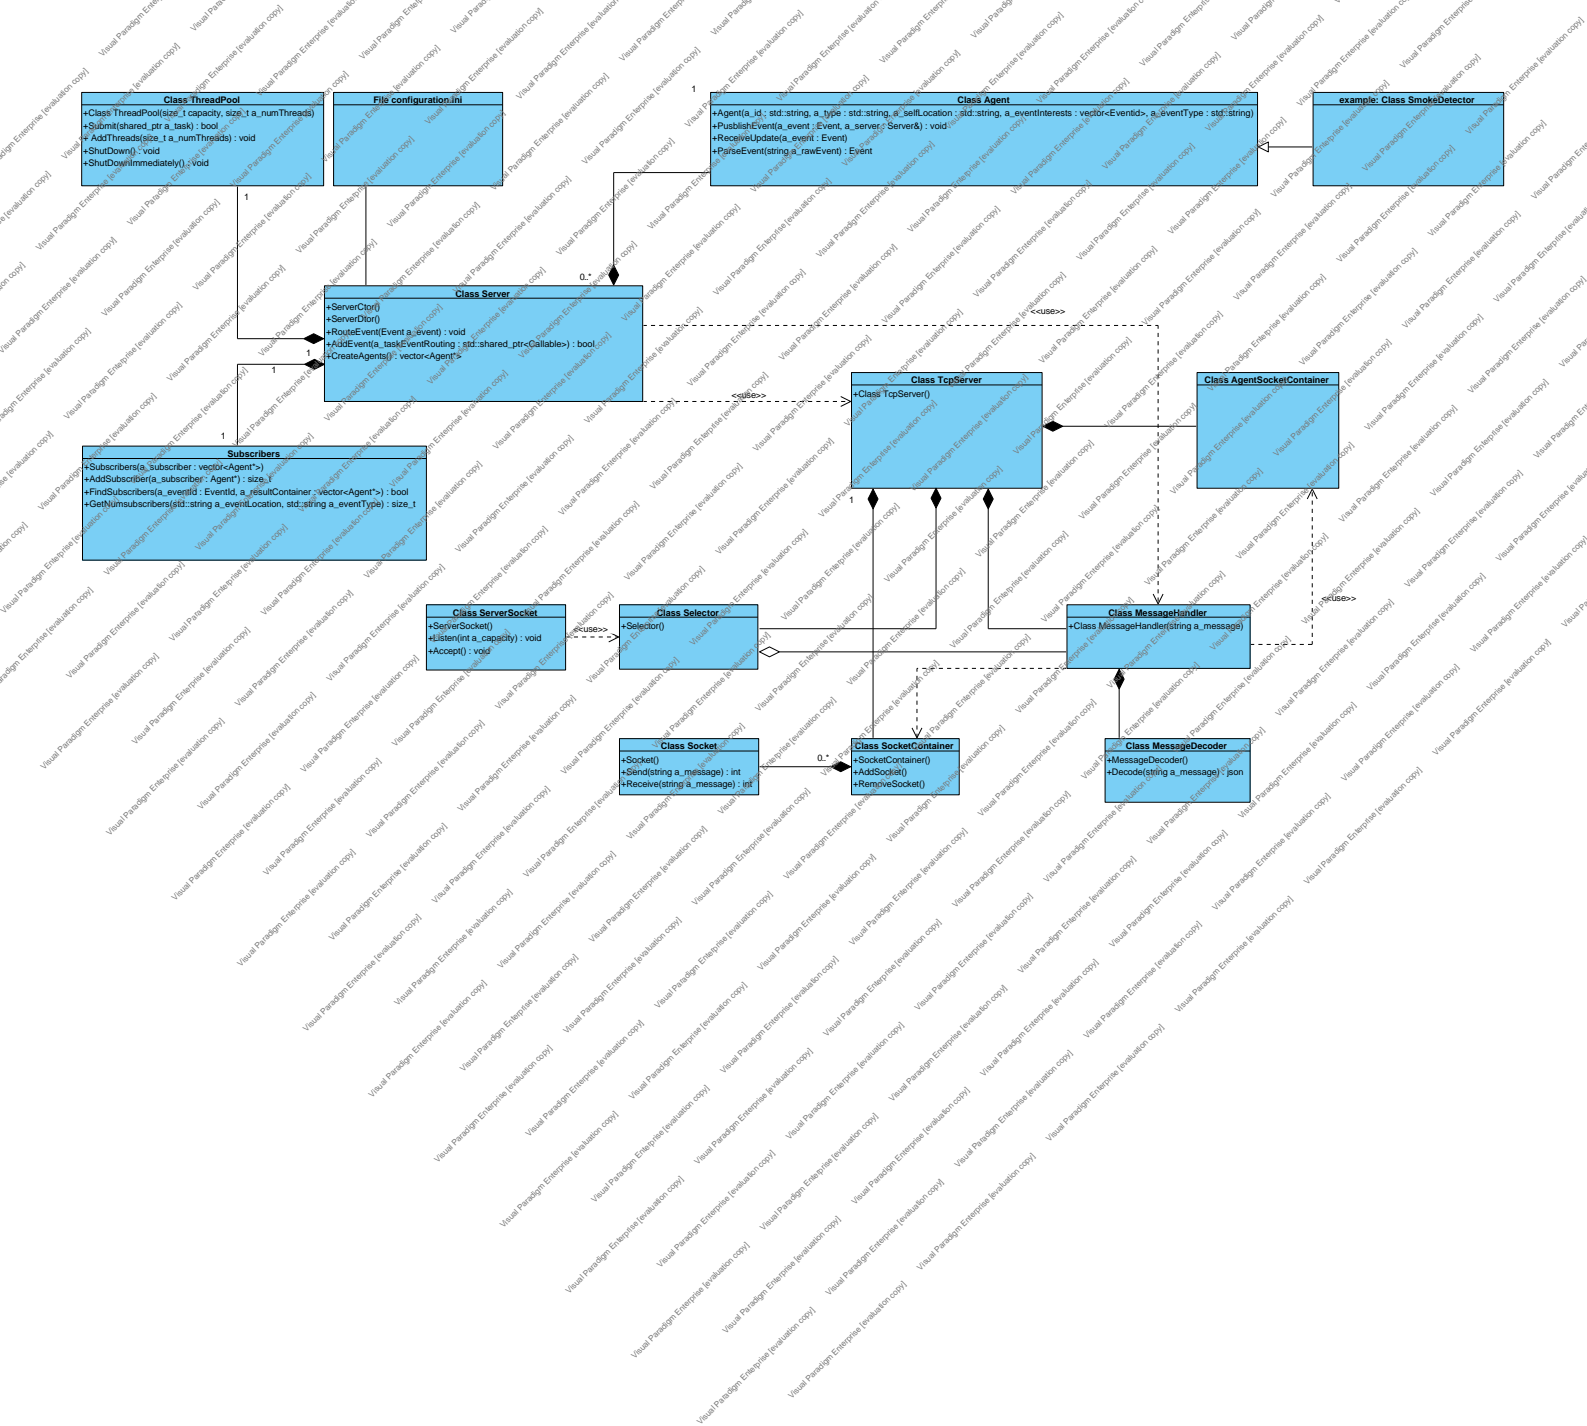 Class ThreadPool
+Class ThreadPool(size_t capacity, size_t a_numThreads)
+Submit(shared_ptr a_task) : bool
+ AddThreads(size_t a_numThreads) : void
+ShutDown() : void
+ShutDownImmediately() : void
File configuration.ini
1
Class Agent
+Agent(a_id : std::string, a_type : std::string, a_selfLocation : std::string, a_eventInterests : vector<EventId>, a_eventType : std::string)
+PusblishEvent(a_event : Event, a_server : Server&) : void
+ReceiveUpdate(a_event : Event)
+ParseEvent(string a_rawEvent) : Event
example: Class SmokeDetector
1
0..*
Class Server
+ServerCtor()
+ServerDtor()
+RouteEvent(Event a_event) : void
+AddEvent(a_taskEventRouting : std::shared_ptr<Callable>) : bool
+CreateAgents() : vector<Agent*>
1
1
1
<<use>>
<<use>>
Subscribers
+Subscribers(a_subscriber : vector<Agent*>)
+AddSubscriber(a_subscriber : Agent*) : size_t
+FindSubscribers(a_eventId : EventId, a_resultContainer : vector<Agent*>) : bool
+GetNumsubscribers(std::string a_eventLocation, std::string a_eventType) : size_t
Class TcpServer
+Class TcpServer()
1
Class AgentSocketContainer
<<use>>
Class ServerSocket
+ServerSocket()
+Listen(int a_capacity) : void
+Accept() : void
<<use>>
Class Selector
+Selector()
Class MessageHandler
+Class MessageHandler(string a_message)
Class Socket
+Socket()
+Send(string a_message) : int
+Receive(string a_message) : int
0..*
Class SocketContainer
+SocketContainer()
+AddSocket()
+RemoveSocket()
Class MessageDecoder
+MessageDecoder()
+Decode(string a_message) : json
Visual Paradigm Enterprise [evaluation copy]